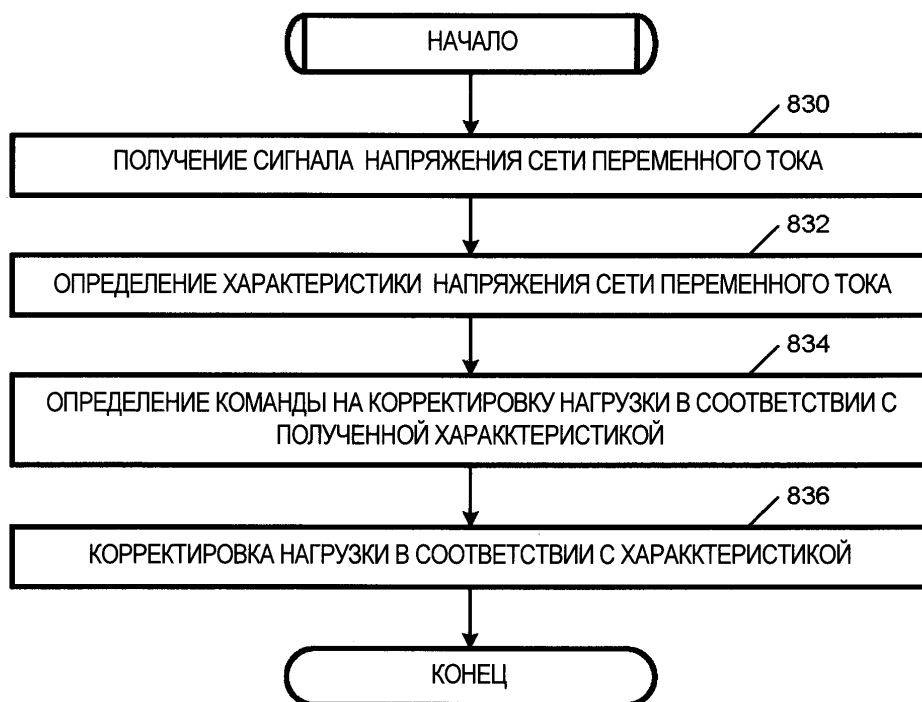 НАЧАЛО
830
ПОЛУЧЕНИЕ СИГНАЛА НАПРЯЖЕНИЯ СЕТИ ПЕРЕМЕННОГО ТОКА
832
ОПРЕДЕЛЕНИЕ ХАРАКТЕРИСТИКИ НАПРЯЖЕНИЯ СЕТИ ПЕРЕМЕННОГО ТОКА
834
ОПРЕДЕЛЕНИЕ КОМАНДЫ НА КОРРЕКТИРОВКУ НАГРУЗКИ В СООТВЕТСТВИИ С
ПОЛУЧЕННОЙ ХАРАККТЕРИСТИКОЙ
836
КОРРЕКТИРОВКА НАГРУЗКИ В СООТВЕТСТВИИ С ХАРАККТЕРИСТИКОЙ
КОНЕЦ